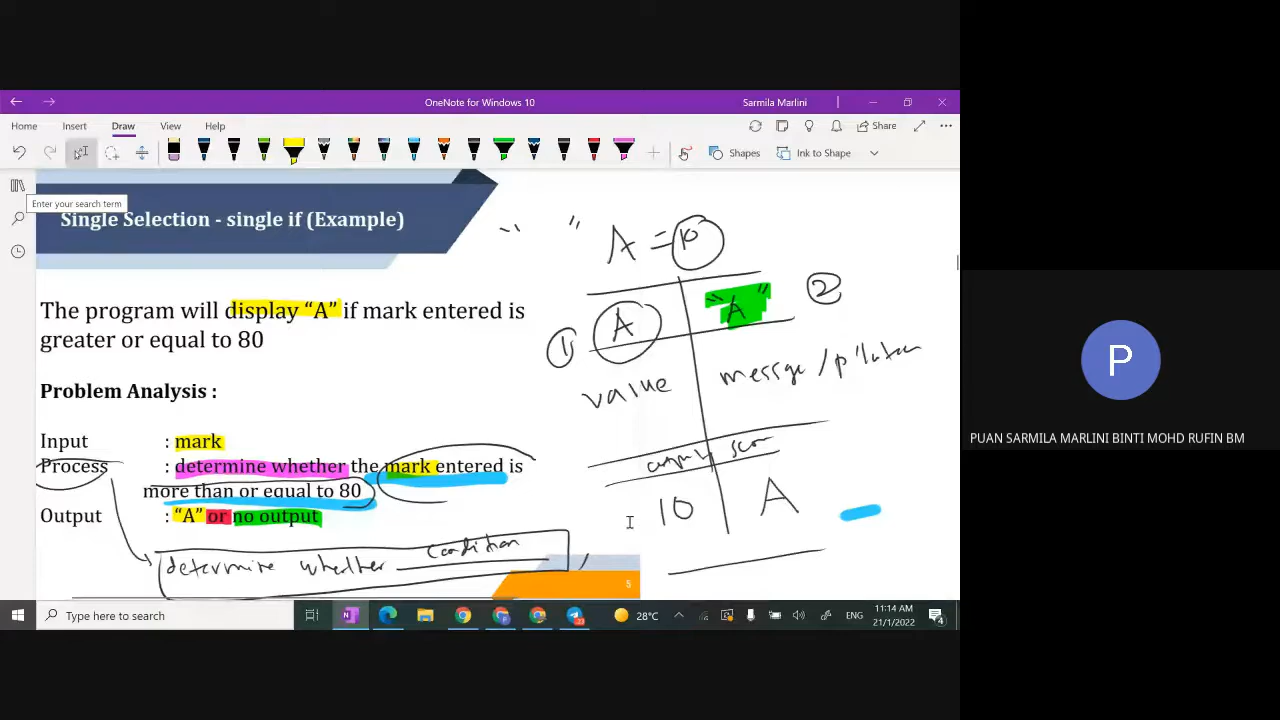 OneNote for Windows 10
Sarmila Marlini
Home Insert Draw View Help
Share
Shapes
Ink to Shape
Enter your search term
Single Selection - single if (Example)
" " A = 10
The program will display “A” if mark entered is
greater or equal to 80
1 A "A" 2
value
Problem Analysis :
Input : mark
Process : determine whether the mark entered is
more than or equal to 80
Output : “A” or no output
10 A
determine whether condition
5
P
PUAN SARMILA MARLINI BINTI MOHD RUFIN BM
Type here to search
28°C
ENG
11:14 AM
21/1/2022
4